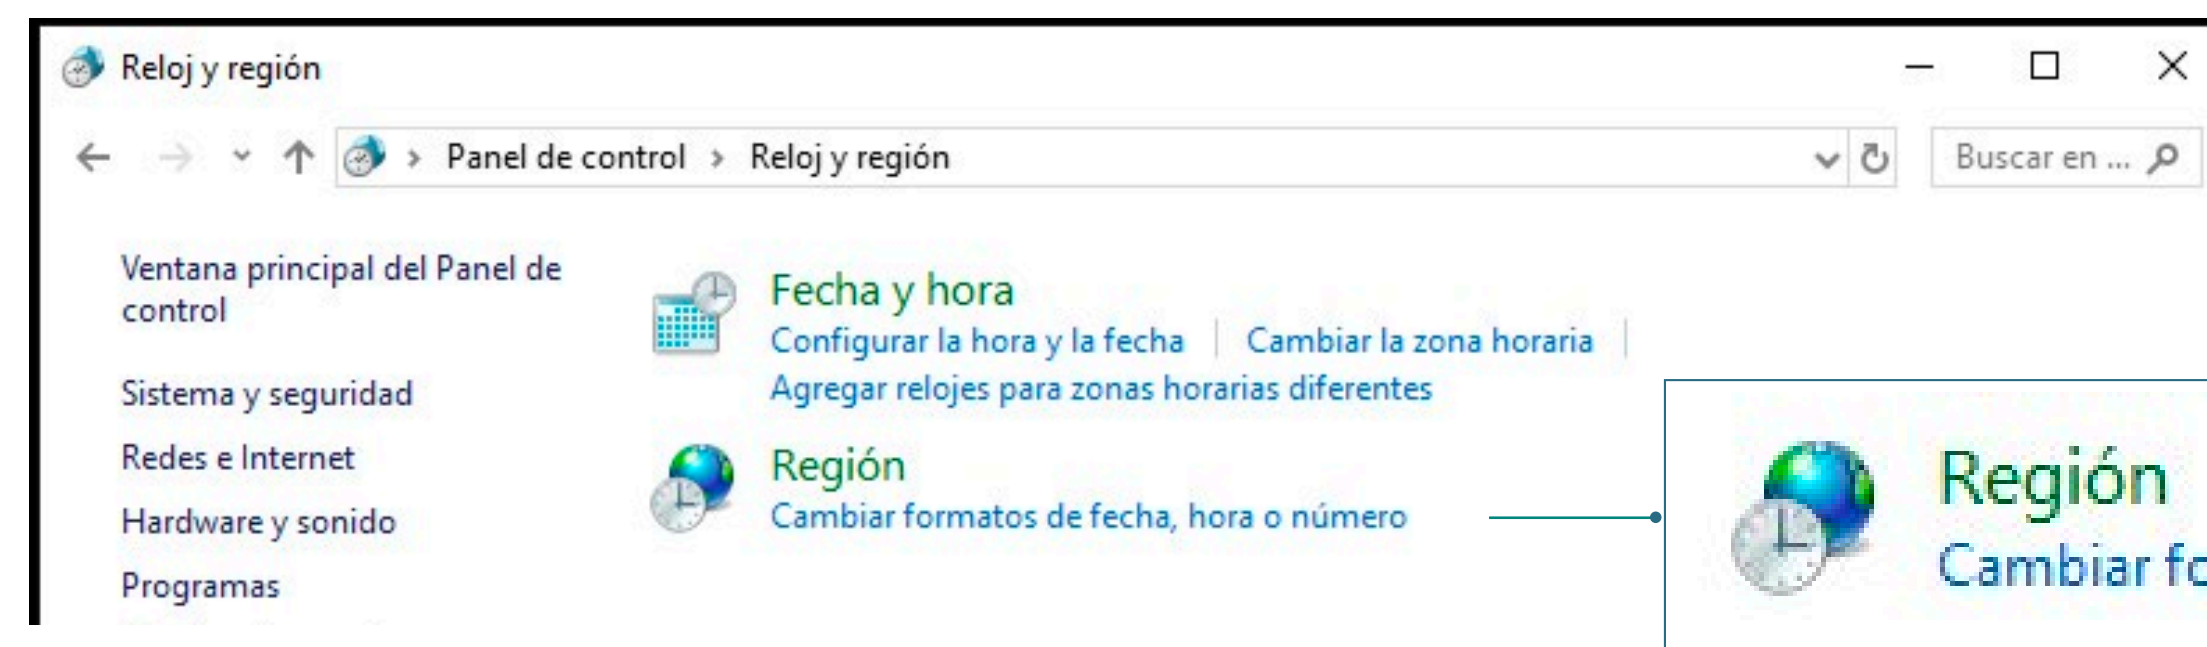 Reloj y región
Panel de control > Reloj y región
Buscar en ...
Ventana principal del Panel de
control
Sistema y seguridad
Redes e Internet
Hardware y sonido
Programas
Fecha y hora
Configurar la hora y la fecha | Cambiar la zona horaria |
Agregar relojes para zonas horarias diferentes
Región
Cambiar formatos de fecha, hora o número
Región
Cambiar fo